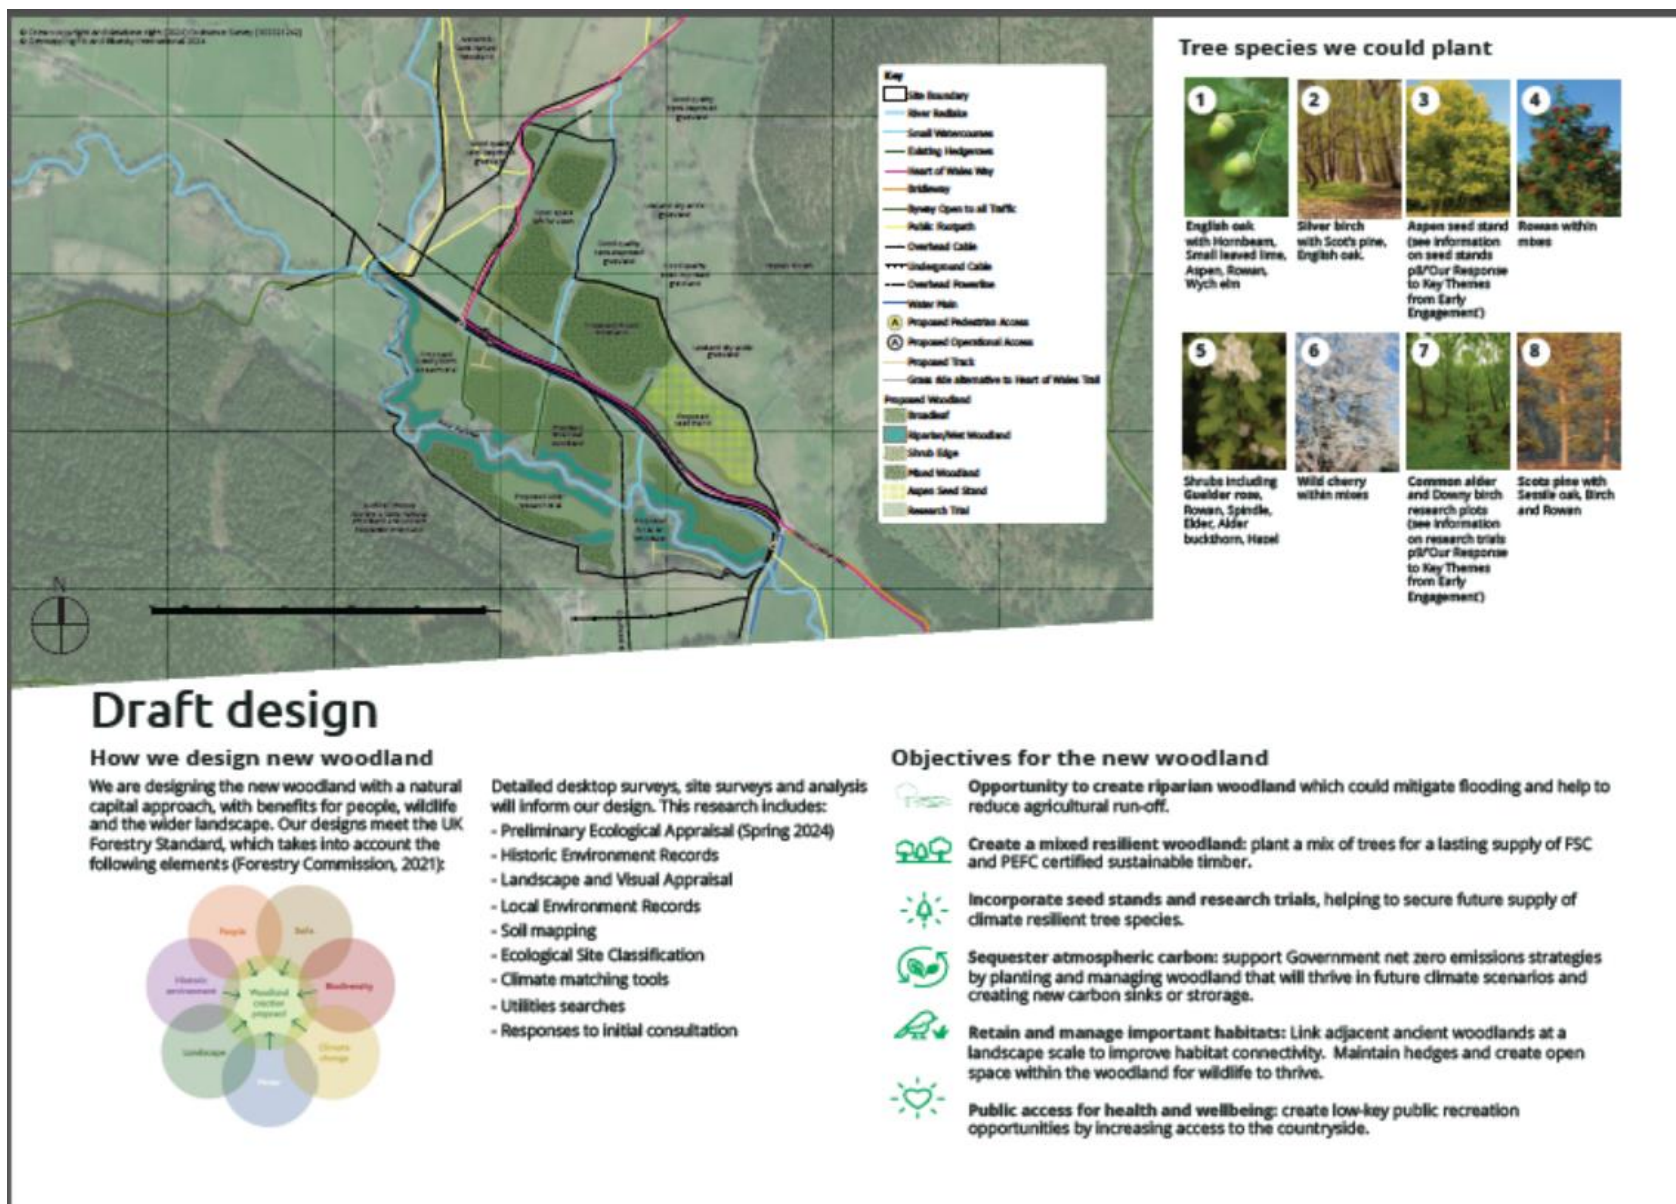 Key
Site Boundary
River Redlake
Small Watercourses
Existing Hedgerows
Heart of Wales Way
Bridleway
Byway Open to all Traffic
Public Footpath
Overhead Cable
Underground Cable
Overhead Powerline
Water Main
A Proposed Pedestrian Access
A Proposed Operational Access
Proposed Track
Grass ride alternative to Heart of Wales Trail
Proposed Woodland
Broadleaf
Riparian/Wet Woodland
Shrub Edge
Mixed Woodland
Aspen Seed Stand
Research Trial
N
Tree species we could plant
1
English oak
with Hornbeam,
Small leaved lime,
Aspen, Rowan,
Wych elm
2
Silver birch
with Scot's pine,
English oak.
3
Aspen seed stand
(see information
on seed stands
p8/'Our Response
to Key Themes
from Early
Engagement')
4
Rowan within
mixes
5
Shrubs including
Guelder rose,
Rowan, Spindle,
Elder, Alder
buckthorn, Hazel
6
Wild cherry
within mixes
7
Common alder
and Downy birch
research plots
(see information
on research trials
p8/'Our Response
to Key Themes
from Early
Engagement')
8
Scots pine with
Sessile oak, Birch
and Rowan
Draft design
How we design new woodland
We are designing the new woodland with a natural
capital approach, with benefits for people, wildlife
and the wider landscape. Our designs meet the UK
Forestry Standard, which takes into account the
following elements (Forestry Commission, 2021):
People
Soils
Historic
environment
Woodland
creation
proposal
Biodiversity
Landscape
Climate
change
Water
Detailed desktop surveys, site surveys and analysis
will inform our design. This research includes:
- Preliminary Ecological Appraisal (Spring 2024)
- Historic Environment Records
- Landscape and Visual Appraisal
- Local Environment Records
- Soil mapping
- Ecological Site Classification
- Climate matching tools
- Utilities searches
- Responses to initial consultation
Objectives for the new woodland
Opportunity to create riparian woodland which could mitigate flooding and help to
reduce agricultural run-off.
Create a mixed resilient woodland: plant a mix of trees for a lasting supply of FSC
and PEFC certified sustainable timber.
Incorporate seed stands and research trials, helping to secure future supply of
climate resilient tree species.
Sequester atmospheric carbon: support Government net zero emissions strategies
by planting and managing woodland that will thrive in future climate scenarios and
creating new carbon sinks or strorage.
Retain and manage important habitats: Link adjacent ancient woodlands at a
landscape scale to improve habitat connectivity. Maintain hedges and create open
space within the woodland for wildlife to thrive.
Public access for health and wellbeing: create low-key public recreation
opportunities by increasing access to the countryside.